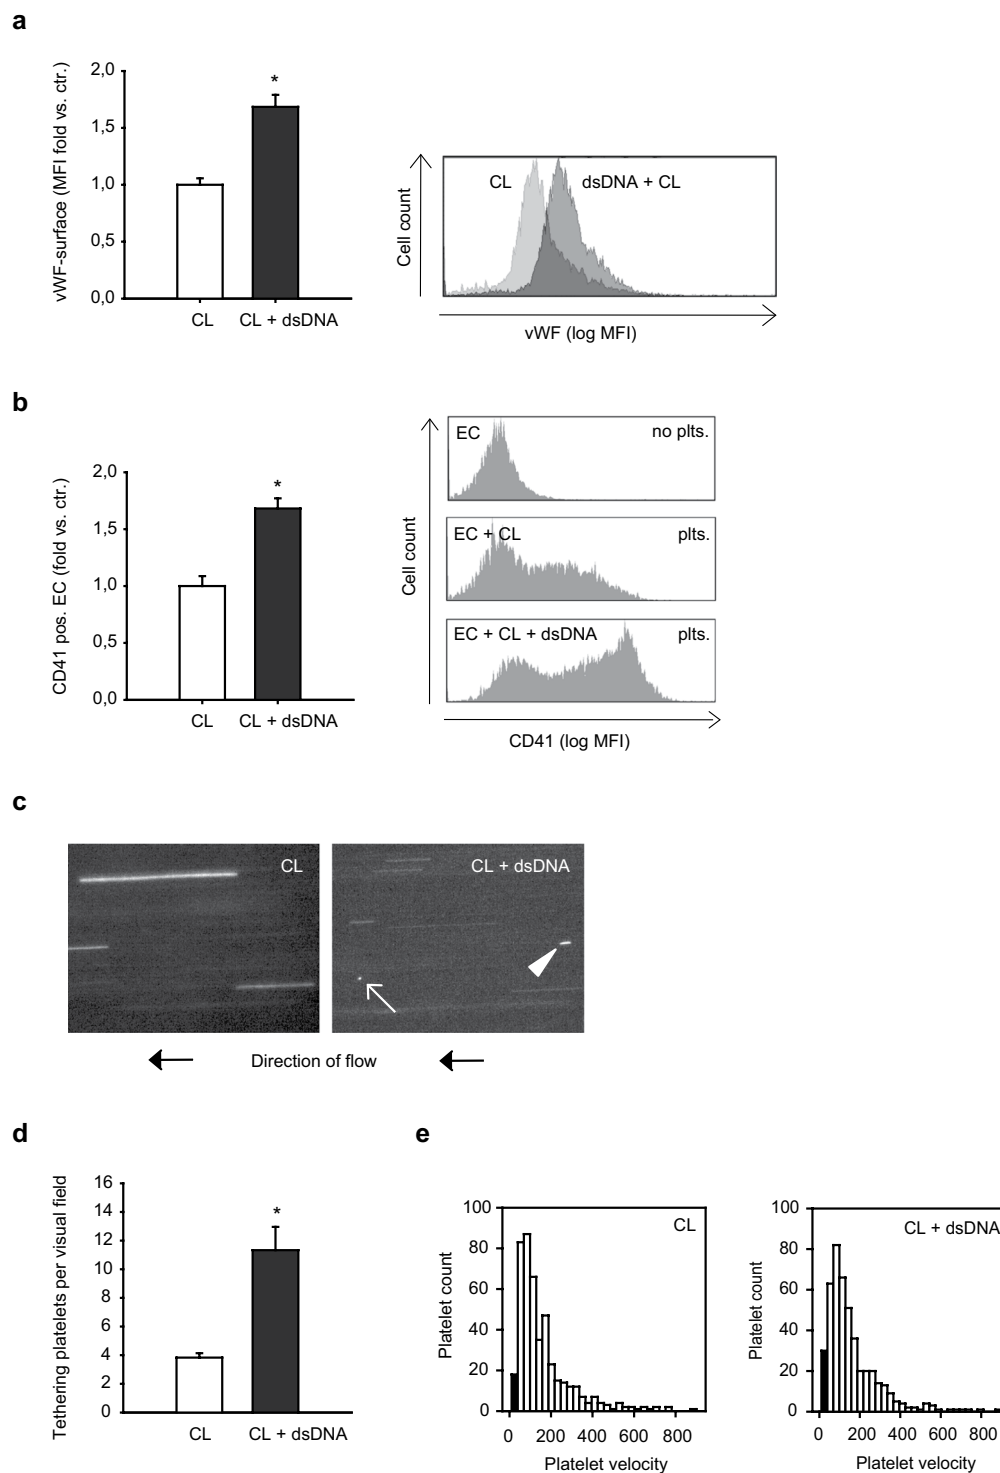 a
vWF-surface (MFI fold vs. ctr.)
2,0
1,5
1,0
0,5
0,0
*
CL
CL + dsDNA
Cell count
CL
dsDNA + CL
vWF (log MFI)
b
CD41 pos. EC (fold vs. ctr.)
2,0
1,5
1,0
0,5
0,0
*
CL
CL + dsDNA
Cell count
EC
no plts.
EC + CL
plts.
EC + CL + dsDNA
plts.
CD41 (log MFI)
c
CL
CL + dsDNA
Direction of flow
d
Tethering platelets per visual field
16
14
12
10
8
6
4
2
0
*
CL
CL + dsDNA
e
Platelet count
100
80
60
40
20
0
CL
0 200 400 600 800
Platelet velocity
Platelet count
100
80
60
40
20
0
CL + dsDNA
0 200 400 600 800
Platelet velocity